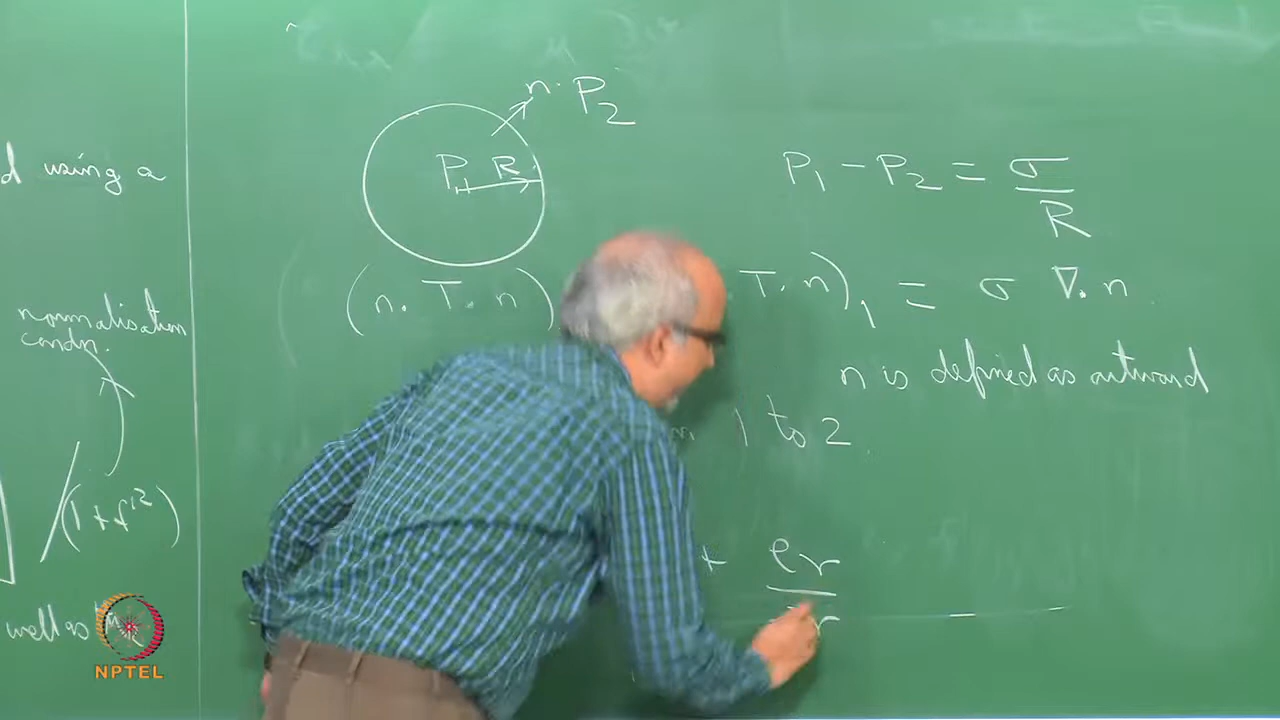 d using a
normalisation
condn.
/(1 + f'²)
well as
n. P₂
P R
P₁ - P₂ = σ/R
(n. T. n) T. n)₁ = σ ∇. n
n is defined as outward
1 to 2
+ er
r
NPTEL